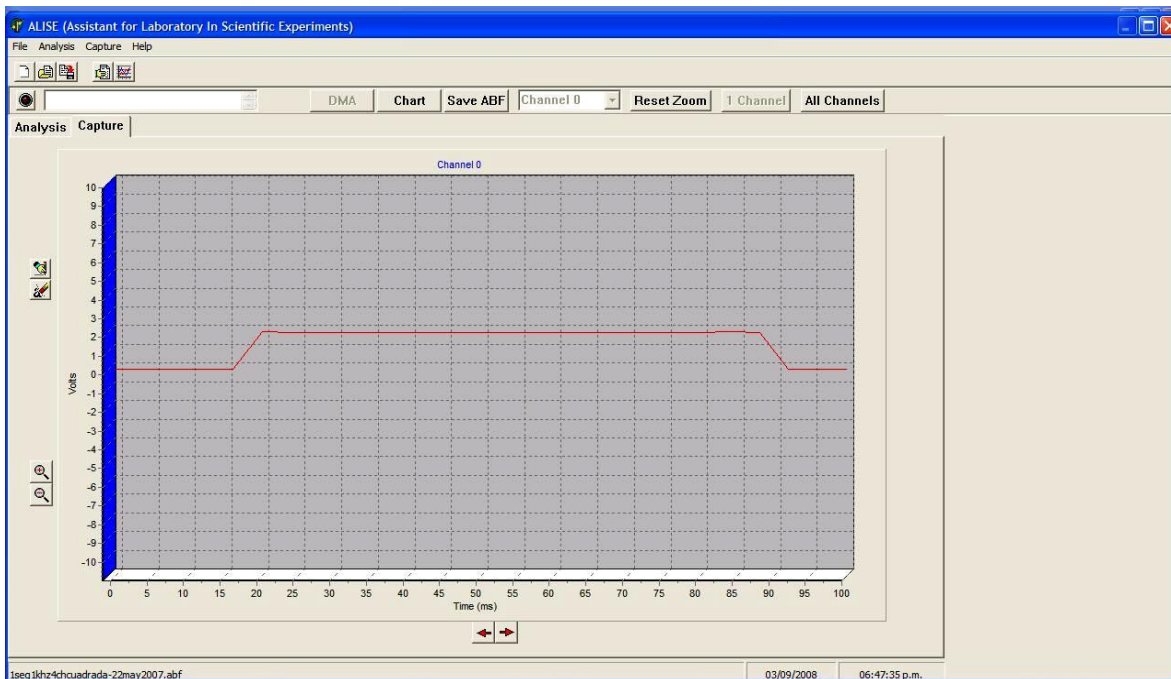 ALISE (Assistant for Laboratory In Scientific Experiments)
File Analysis Capture Help
DMA Chart Save ABF Channel 0 Reset Zoom 1 Channel All Channels
Analysis Capture
Channel 0
10
9
8
7
6
5
4
3
2
1
0
-1
-2
-3
-4
-5
-6
-7
-8
-9
-10
Volts
0 5 10 15 20 25 30 35 40 45 50 55 60 65 70 75 80 85 90 95 100
Time (ms)
1seg1khz4chcuadrada-22may2007.abf 03/09/2008 06:47:35 p.m.